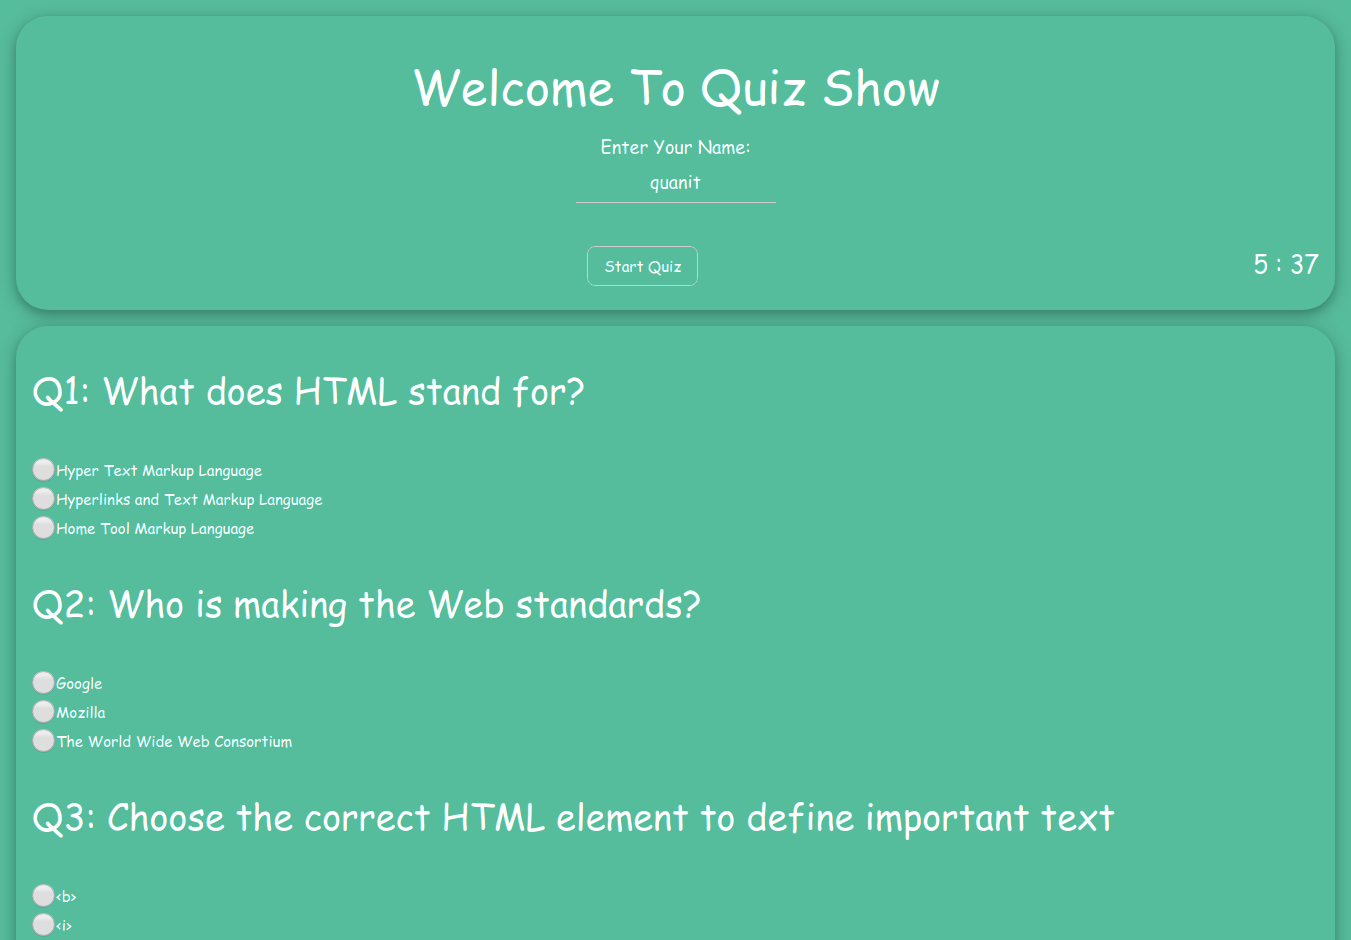 Welcome To Quiz Show
Enter Your Name:
quanit
Start Quiz
5 : 37
Q1: What does HTML stand for?
Hyper Text Markup Language
Hyperlinks and Text Markup Language
Home Tool Markup Language
Q2: Who is making the Web standards?
Google
Mozilla
The World Wide Web Consortium
Q3: Choose the correct HTML element to define important text
<b>
<i>